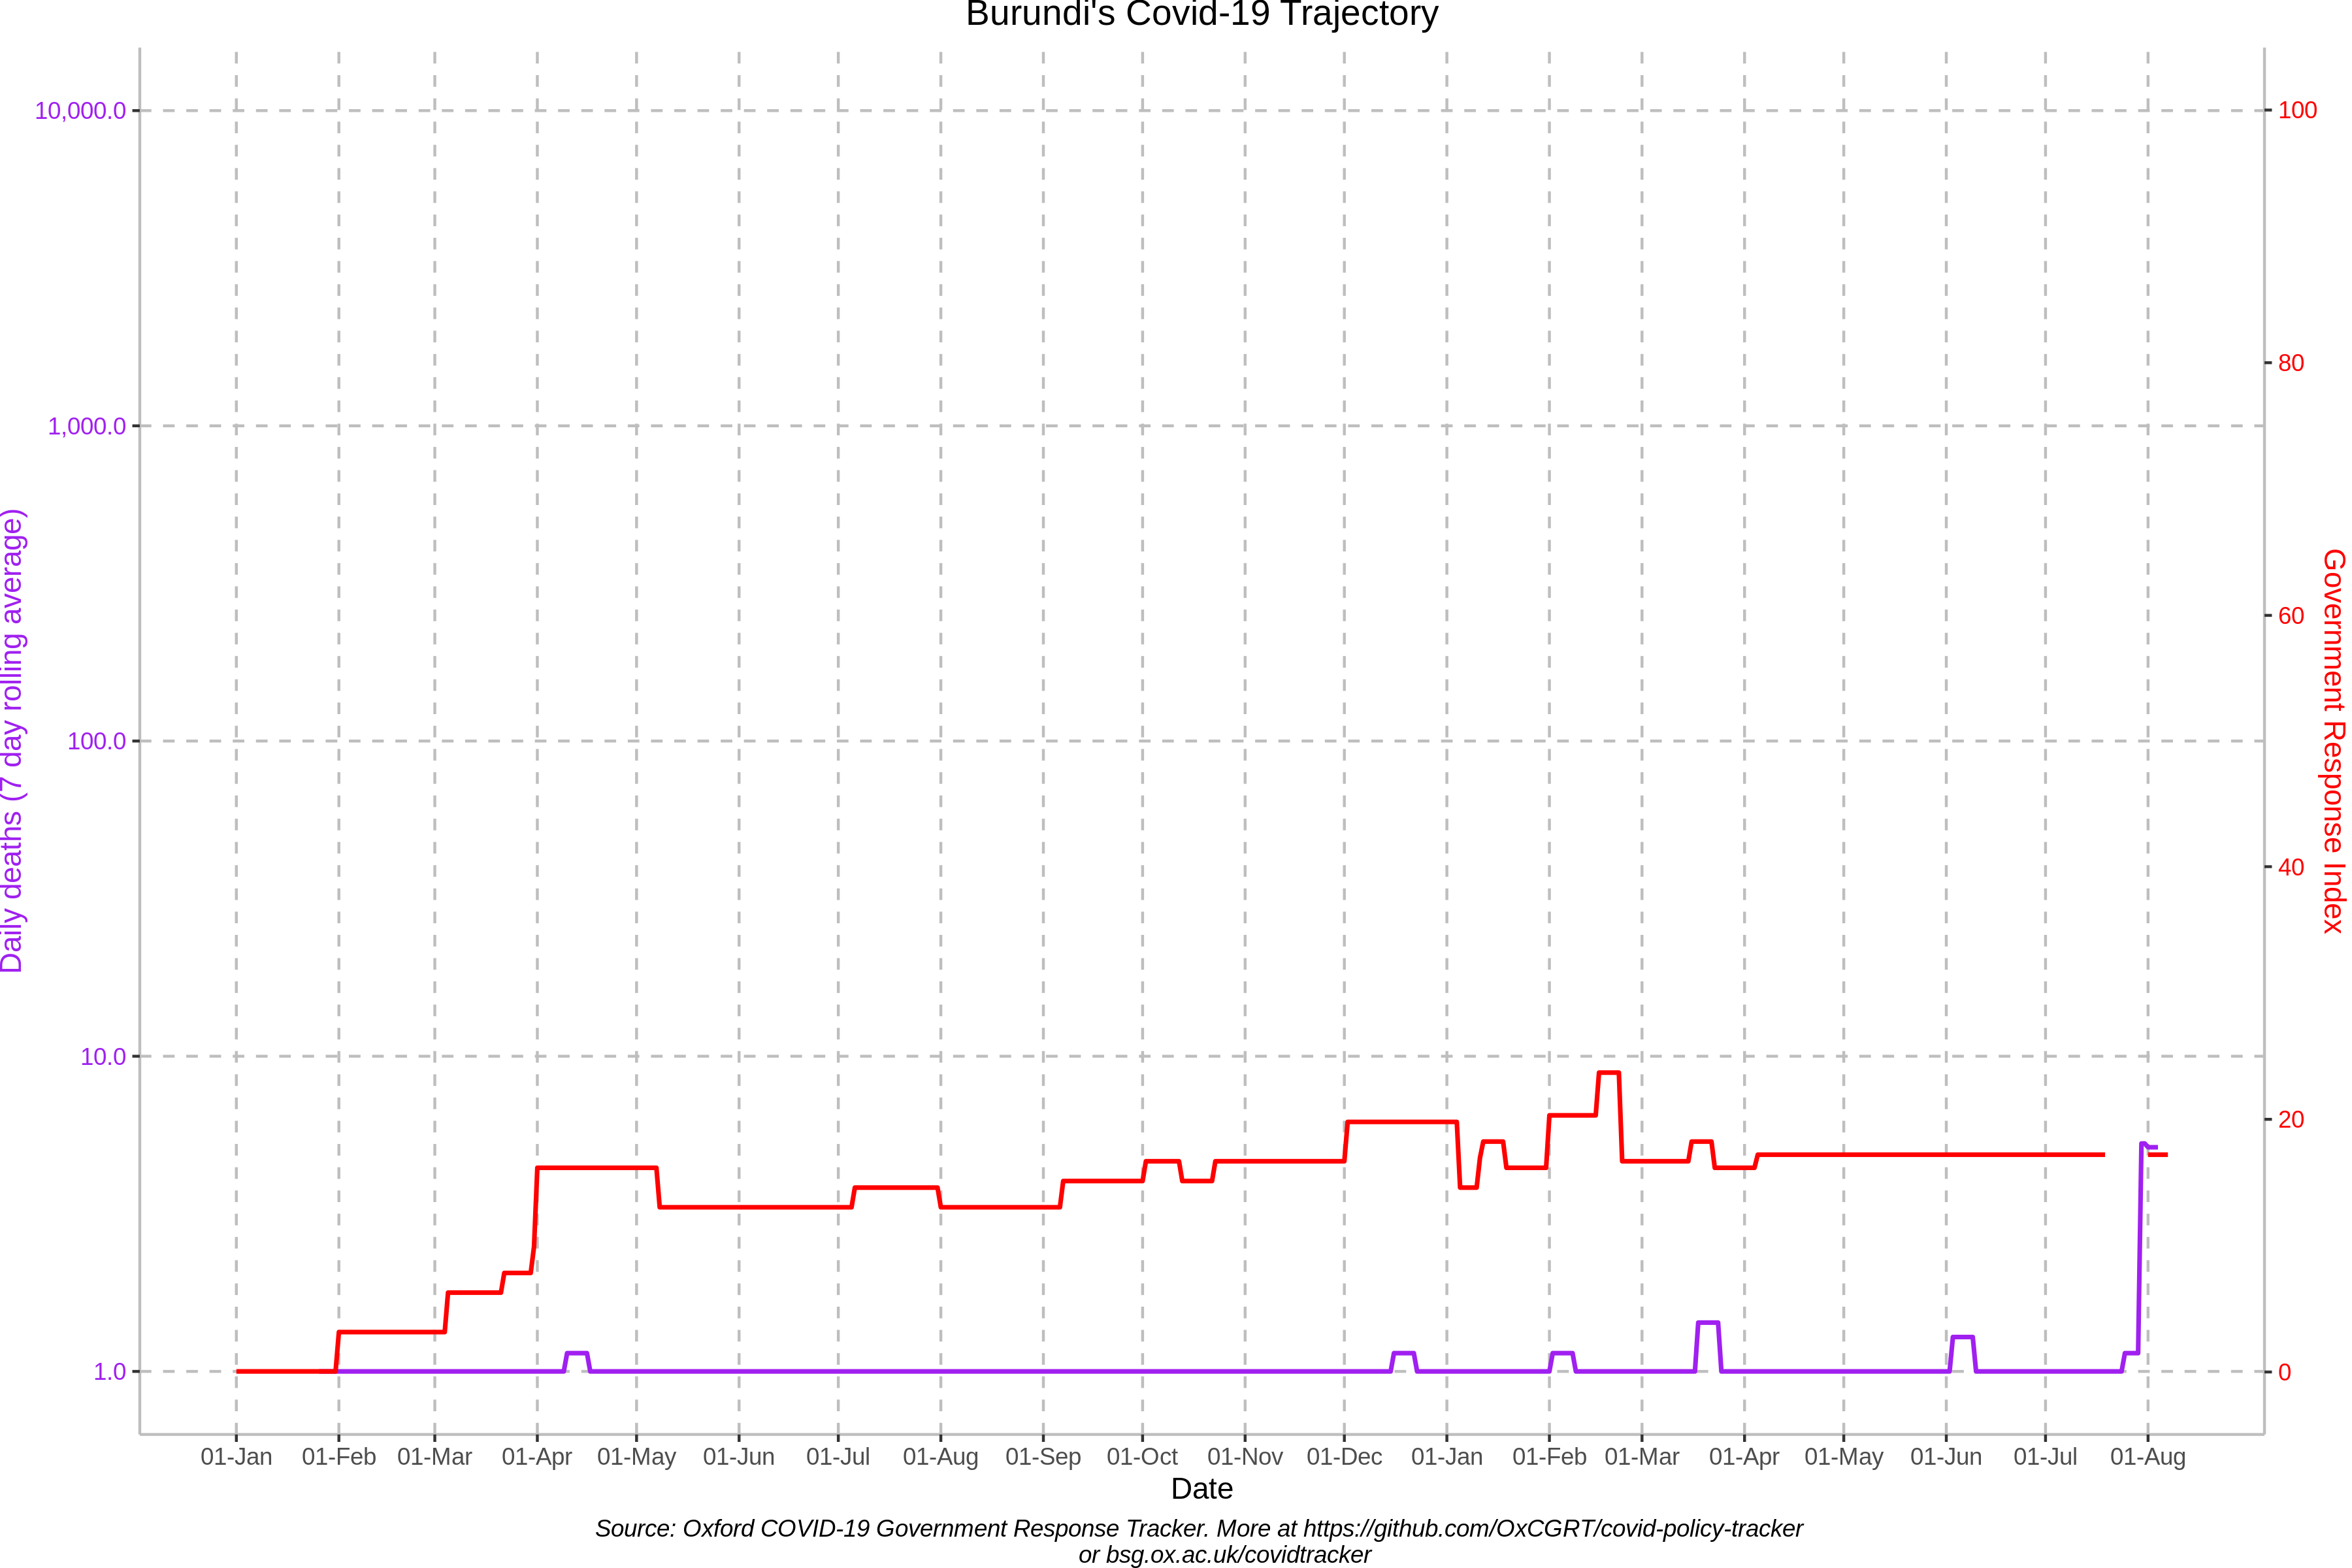 Burundi's Covid-19 Trajectory
10,000.0
1,000.0
100.0
10.0
1.0
Daily deaths (7 day rolling average)
100
80
60
40
20
0
Government Response Index
01-Jan 01-Feb 01-Mar 01-Apr 01-May 01-Jun 01-Jul 01-Aug 01-Sep 01-Oct 01-Nov 01-Dec 01-Jan 01-Feb 01-Mar 01-Apr 01-May 01-Jun 01-Jul 01-Aug
Date
Source: Oxford COVID-19 Government Response Tracker. More at https://github.com/OxCGRT/covid-policy-tracker
or bsg.ox.ac.uk/covidtracker